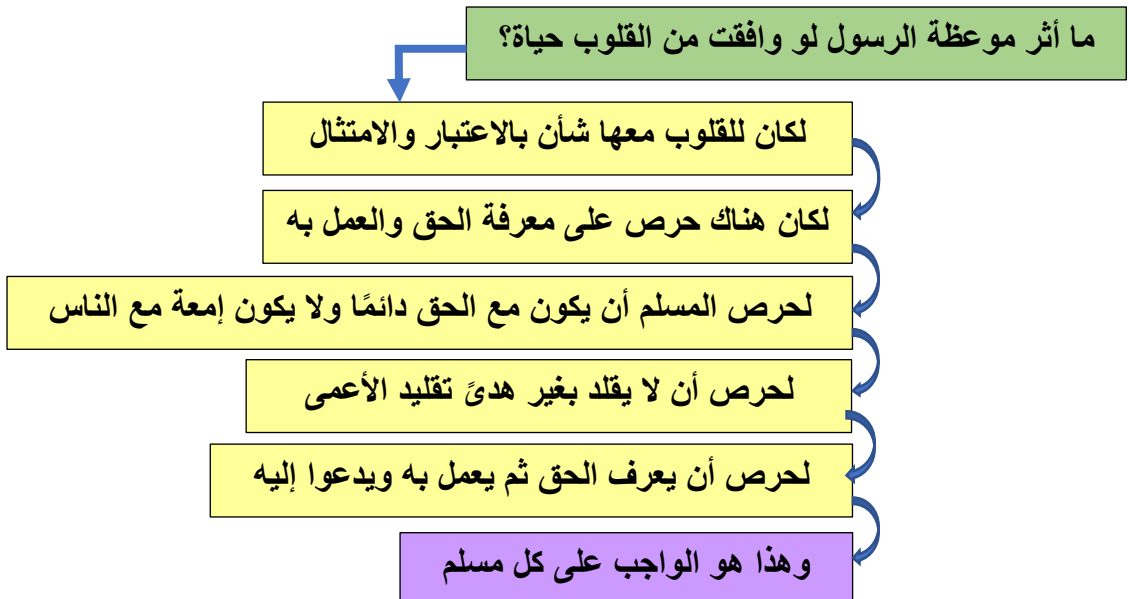 ما أثر موعظة الرسول لو وافقت من القلوب حياة؟
لكان للقلوب معها شأن بالاعتبار والامتثال
لكان هناك حرص على معرفة الحق والعمل به
لحرص المسلم أن يكون مع الحق دائمًا ولا يكون إمعة مع الناس
لحرص أن لا يقلد بغير هدىً تقليد الأعمى
لحرص أن يعرف الحق ثم يعمل به ويدعوا إليه
وهذا هو الواجب على كل مسلم